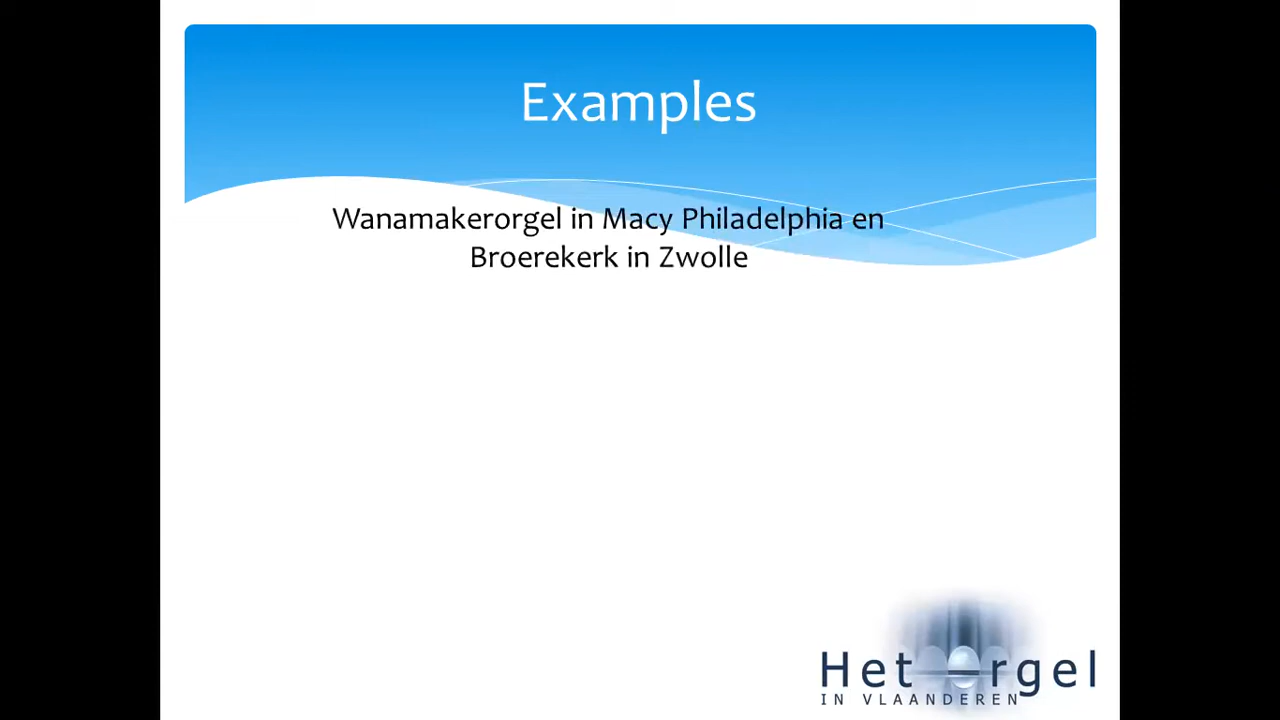 Examples
Wanamakerorgel in Macy Philadelphia en
Broerekerk in Zwolle
Het orgel
IN VLAANDEREN